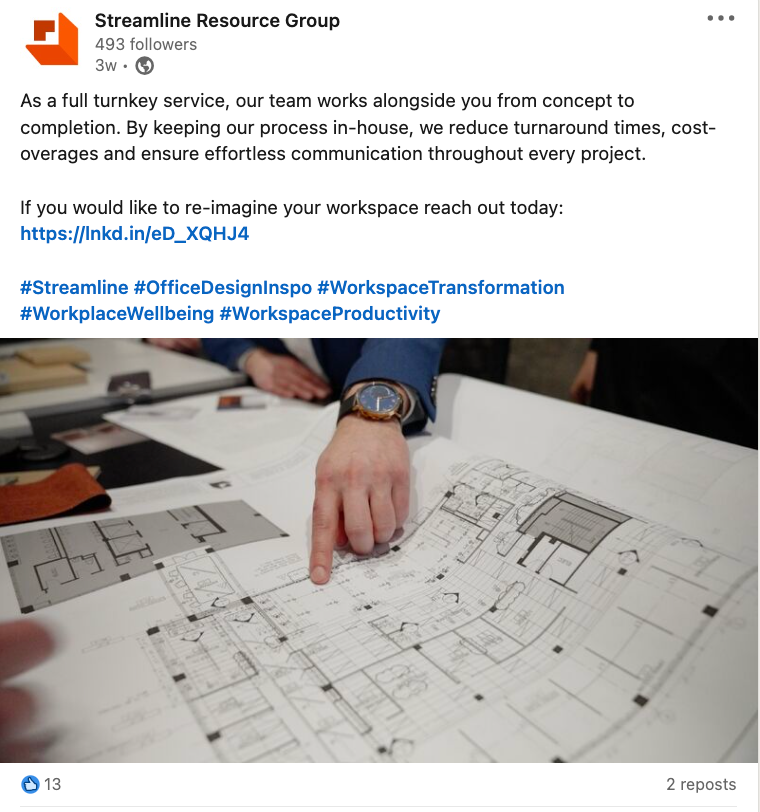 Streamline Resource Group
493 followers
3w •
As a full turnkey service, our team works alongside you from concept to
completion. By keeping our process in-house, we reduce turnaround times, cost-
overages and ensure effortless communication throughout every project.
If you would like to re-imagine your workspace reach out today:
https://lnkd.in/eD_XQHJ4
#Streamline #OfficeDesignInspo #WorkspaceTransformation
#WorkplaceWellbeing #WorkspaceProductivity
13
2 reposts